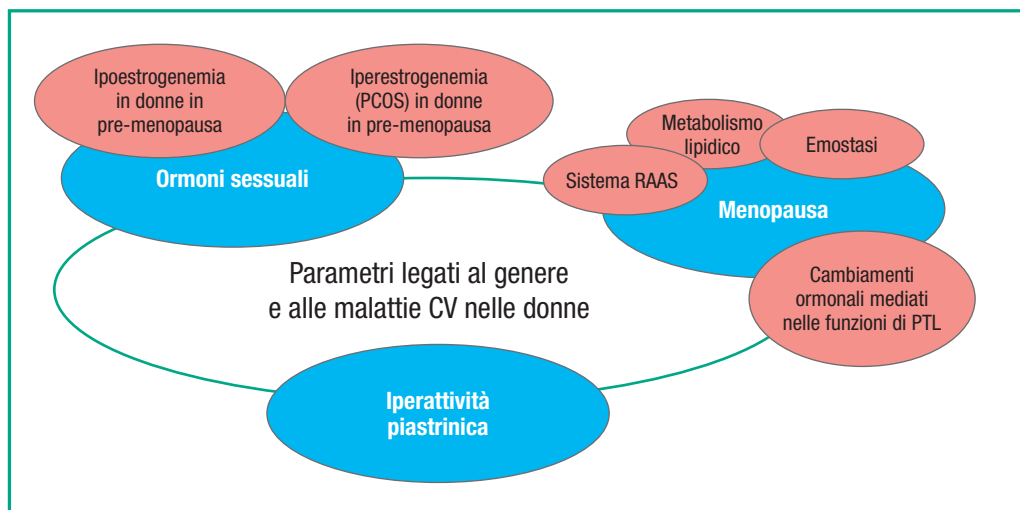 Ipoestrogenemia
in donne in
pre-menopausa
Iperestrogenemia
(PCOS) in donne
in pre-menopausa
Ormoni sessuali
Metabolismo
lipidico
Emostasi
Sistema RAAS
Menopausa
Cambiamenti
ormonali mediati
nelle funzioni di PTL
Parametri legati al genere
e alle malattie CV nelle donne
Iperattività
piastrinica